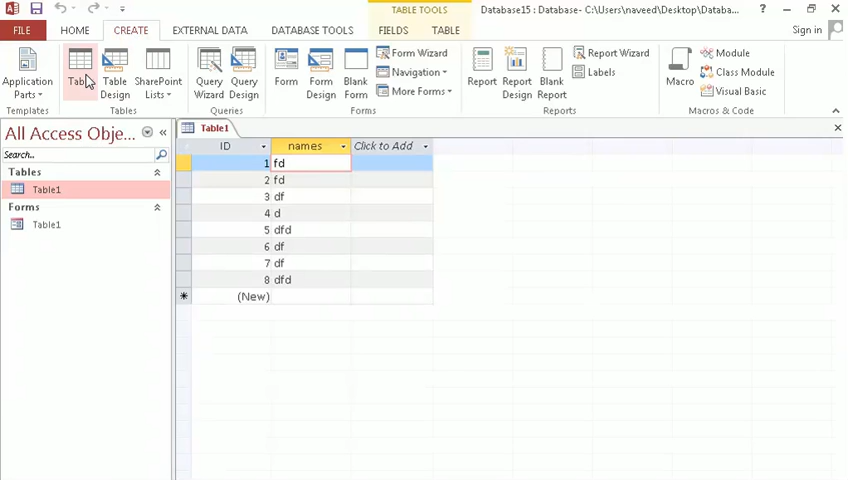 TABLE TOOLS
Database15 : Database- C:\Users\naveed\Desktop\Databa...
?
FILE HOME CREATE EXTERNAL DATA DATABASE TOOLS FIELDS TABLE Sign in
Application Parts
Table
Table Design
SharePoint Lists
Query Wizard
Query Design
Form
Form Design
Blank Form
Form Wizard
Navigation
More Forms
Report
Report Design
Blank Report
Report Wizard
Labels
Macro
Module
Class Module
Visual Basic
Templates Tables Queries Forms Reports Macros & Code
All Access Obje...
Search..
Tables
Table1
Forms
Table1
Table1
ID names Click to Add
1 fd
2 fd
3 df
4 d
5 dfd
6 df
7 df
8 dfd
(New)